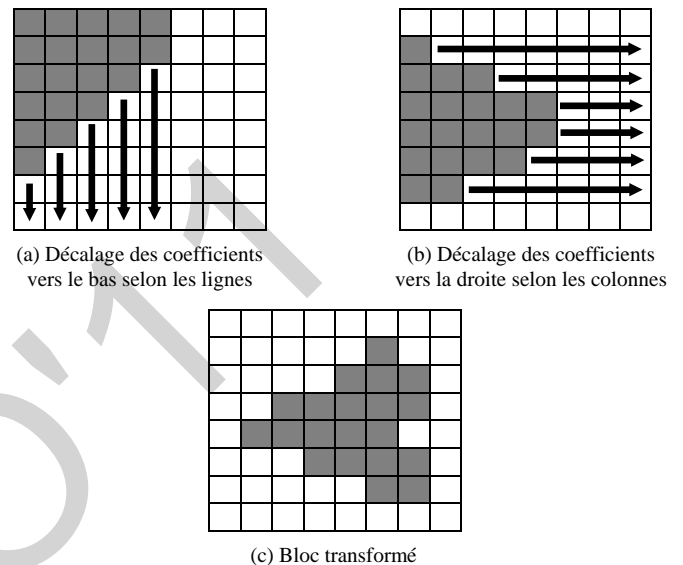 (a) Décalage des coefficients
vers le bas selon les lignes
(b) Décalage des coefficients
vers la droite selon les colonnes
(c) Bloc transformé